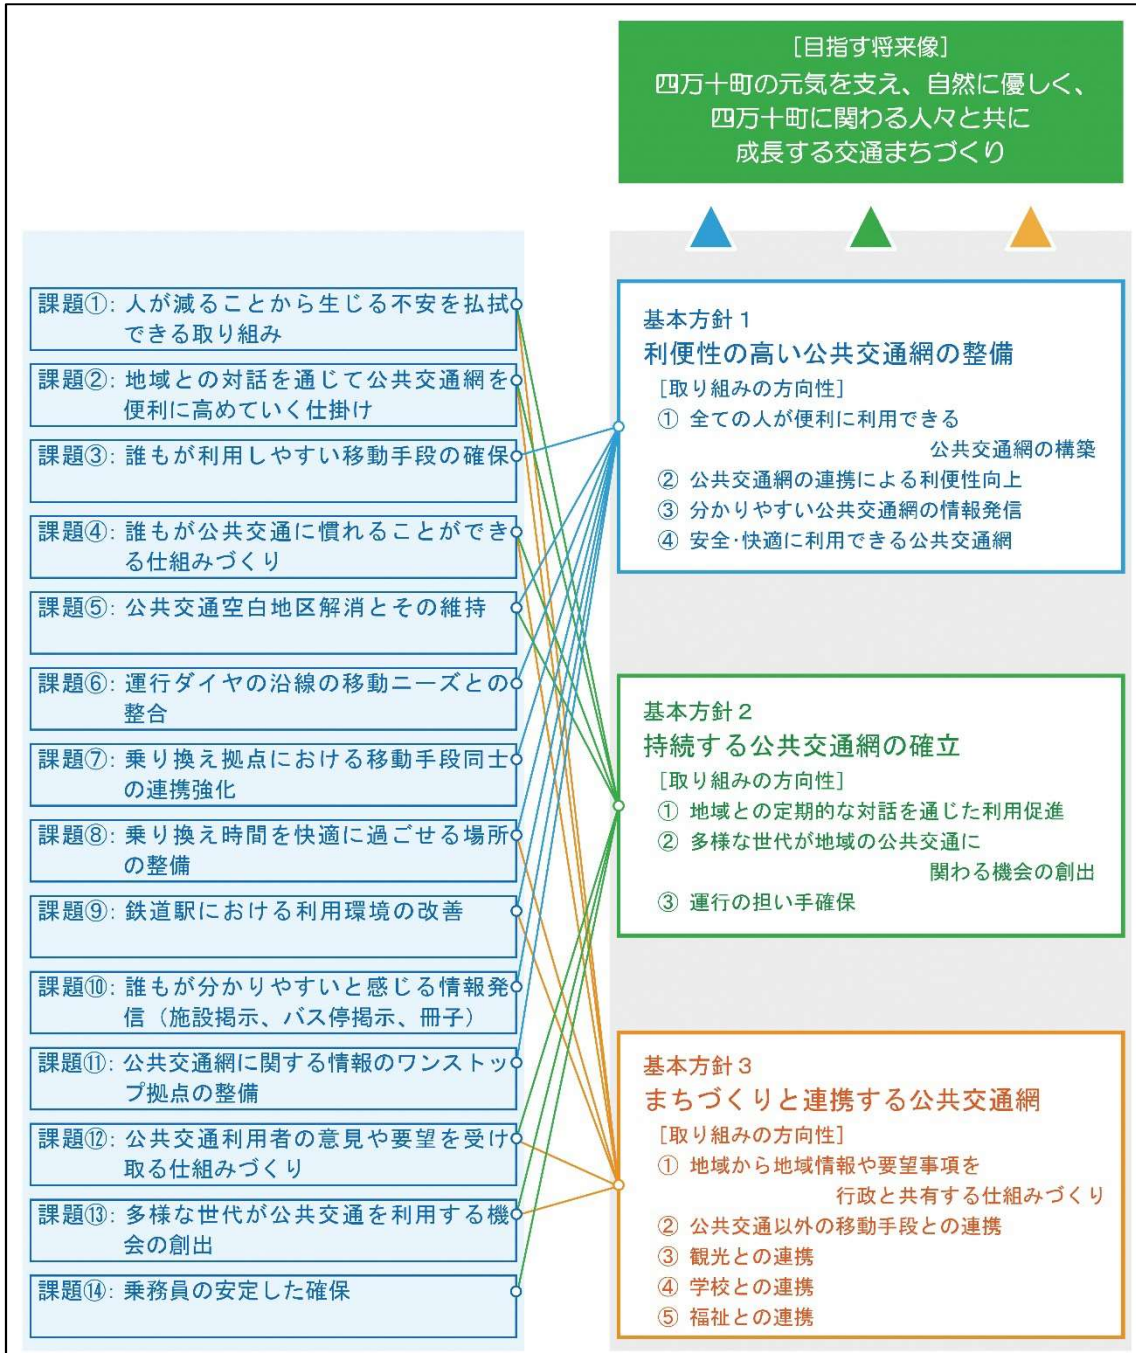 [目指す将来像]
四万十町の元気を支え、自然に優しく、
四万十町に関わる人々と共に
成長する交通まちづくり
課題①: 人が減ることから生じる不安を払拭
できる取り組み
課題②: 地域との対話を通じて公共交通網を
便利に高めていく仕掛け
課題③: 誰もが利用しやすい移動手段の確保
課題④: 誰もが公共交通に慣れることができ
る仕組みづくり
課題⑤: 公共交通空白地区解消とその維持
課題⑥: 運行ダイヤの沿線の移動ニーズとの
整合
課題⑦: 乗り換え拠点における移動手段同士
の連携強化
課題⑧: 乗り換え時間を快適に過ごせる場所
の整備
課題⑨: 鉄道駅における利用環境の改善
課題⑩: 誰もが分かりやすいと感じる情報発
信（施設掲示、バス停掲示、冊子）
課題⑪: 公共交通網に関する情報のワンストッ
プ拠点の整備
課題⑫: 公共交通利用者の意見や要望を受け
取る仕組みづくり
課題⑬: 多様な世代が公共交通を利用する機
会の創出
課題⑭: 乗務員の安定した確保
基本方針１
利便性の高い公共交通網の整備
[取り組みの方向性]
① 全ての人が便利に利用できる
公共交通網の構築
② 公共交通網の連携による利便性向上
③ 分かりやすい公共交通網の情報発信
④ 安全・快適に利用できる公共交通網
基本方針２
持続する公共交通網の確立
[取り組みの方向性]
① 地域との定期的な対話を通じた利用促進
② 多様な世代が地域の公共交通に
関わる機会の創出
③ 運行の担い手確保
基本方針３
まちづくりと連携する公共交通網
[取り組みの方向性]
① 地域から地域情報や要望事項を
行政と共有する仕組みづくり
② 公共交通以外の移動手段との連携
③ 観光との連携
④ 学校との連携
⑤ 福祉との連携